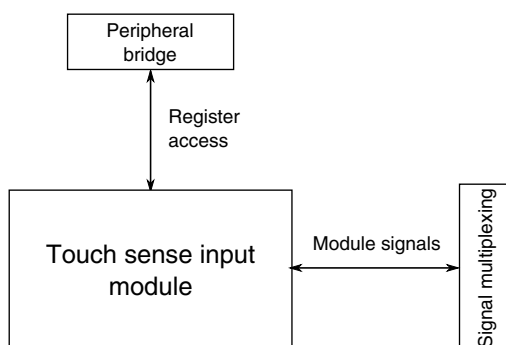 Peripheral
bridge
Register
access
Touch sense input
module
Module signals
Signal multiplexing